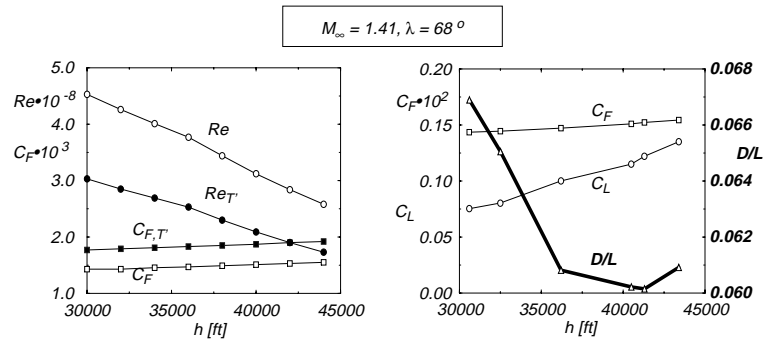 M∞ = 1.41, λ = 68 °
5.0
Re•10⁻⁸
4.0
C_F•10³
3.0
2.0
1.0
Re
Re_T'
C_F,T'
C_F
30000 35000 40000 45000
h [ft]
0.20
C_F•10²
0.15
0.10
C_L
0.05
0.00
C_F
C_L
D/L
0.068
0.066
D/L
0.064
0.062
0.060
30000 35000 40000 45000
h [ft]